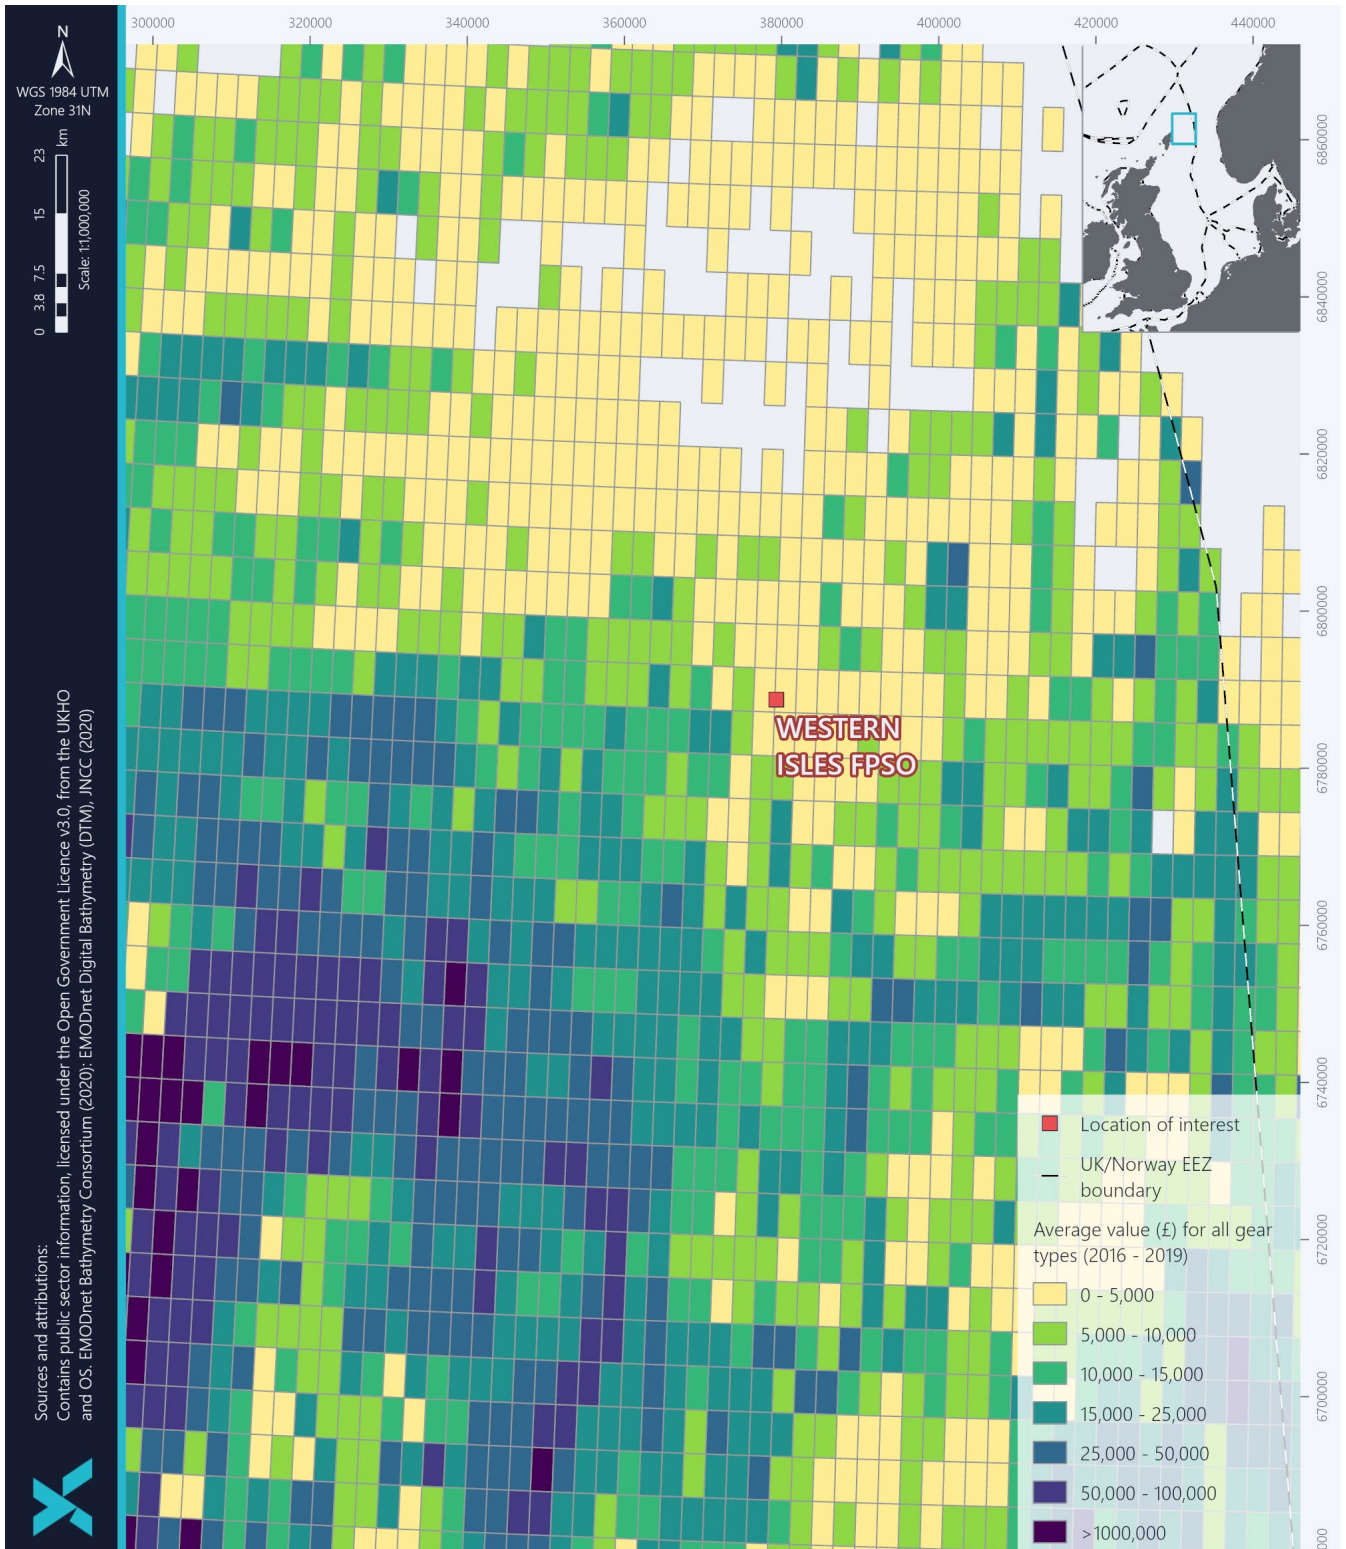 300000 320000 340000 360000 380000 400000 420000 440000
N
WGS 1984 UTM
Zone 31N
km
0 3.8 7.5 15 23
Scale: 1:1,000,000
6860000
6840000
6820000
6800000
6780000
6760000
6740000
6720000
6700000
WESTERN
ISLES FPSO
Location of interest
UK/Norway EEZ
boundary
Average value (£) for all gear
types (2016 - 2019)
0 - 5,000
5,000 - 10,000
10,000 - 15,000
15,000 - 25,000
25,000 - 50,000
50,000 - 100,000
>1000,000
Sources and attributions:
Contains public sector information, licensed under the Open Government Licence v3.0, from the UKHO
and OS. EMODnet Bathymetry Consortium (2020): EMODnet Digital Bathymetry (DTM), JNCC (2020)